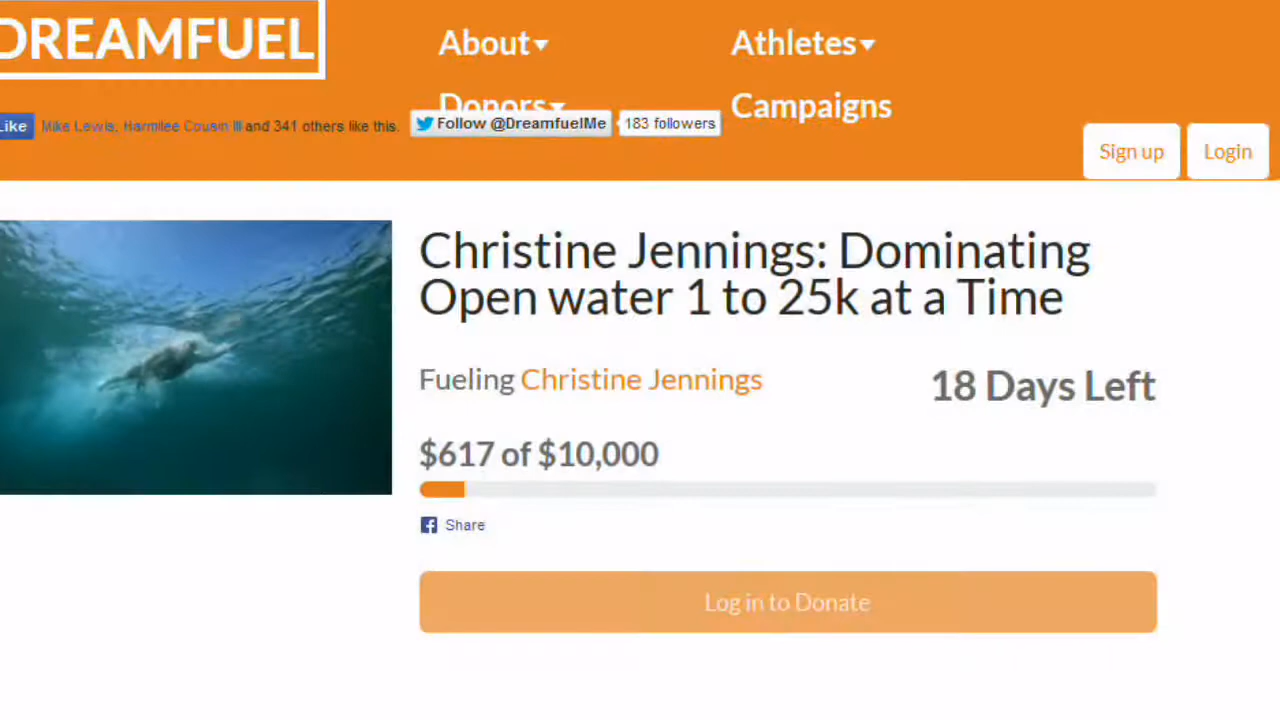 DREAMFUEL
About
Athletes
Donors
Campaigns
Like Mike Lewis, Harmilee Cousin III and 341 others like this.
Follow @DreamfuelMe
183 followers
Sign up
Login
Christine Jennings: Dominating
Open water 1 to 25k at a Time
Fueling Christine Jennings
18 Days Left
$617 of $10,000
Share
Log in to Donate